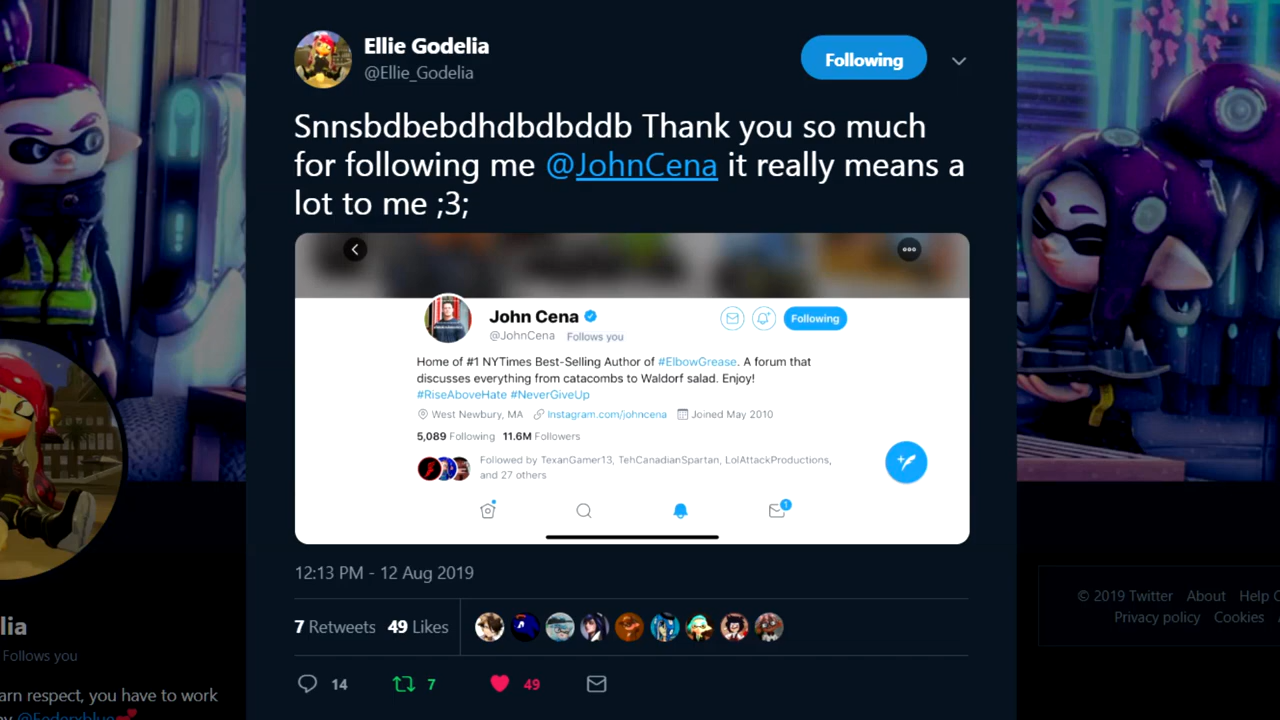 Ellie Godelia
@Ellie_Godelia
Following
Snnsbdbebdhdbdbddb Thank you so much
for following me @JohnCena it really means a
lot to me ;3;
John Cena
@JohnCena Follows you
Following
Home of #1 NYTimes Best-Selling Author of #ElbowGrease. A forum that
discusses everything from catacombs to Waldorf salad. Enjoy!
#RiseAboveHate #NeverGiveUp
West Newbury, MA Instagram.com/johncena Joined May 2010
5,089 Following 11.6M Followers
Followed by TexanGamer13, TehCanadianSpartan, LolAttackProductions,
and 27 others
1
12:13 PM - 12 Aug 2019
7 Retweets 49 Likes
14 7 49
lia
Follows you
arn respect, you have to work
© 2019 Twitter About Help
Privacy policy Cookies